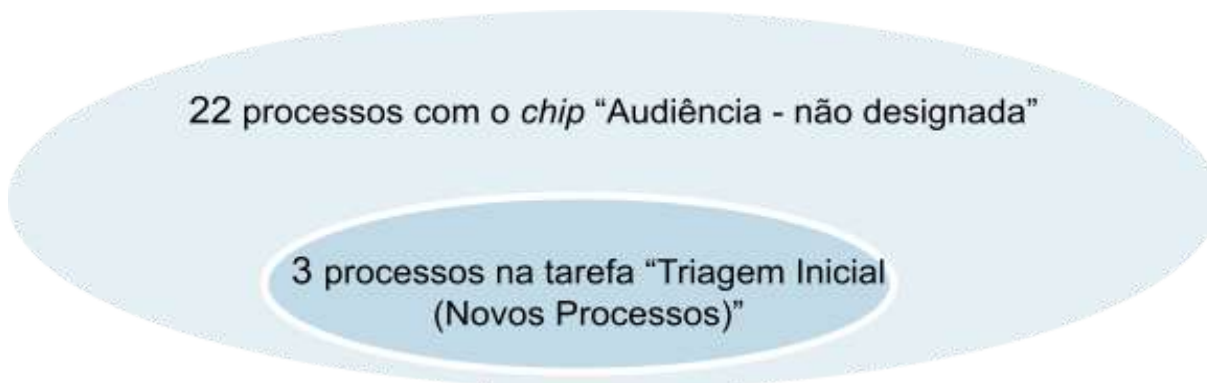 22 processos com o chip “Audiência - não designada”
3 processos na tarefa “Triagem Inicial
(Novos Processos)”